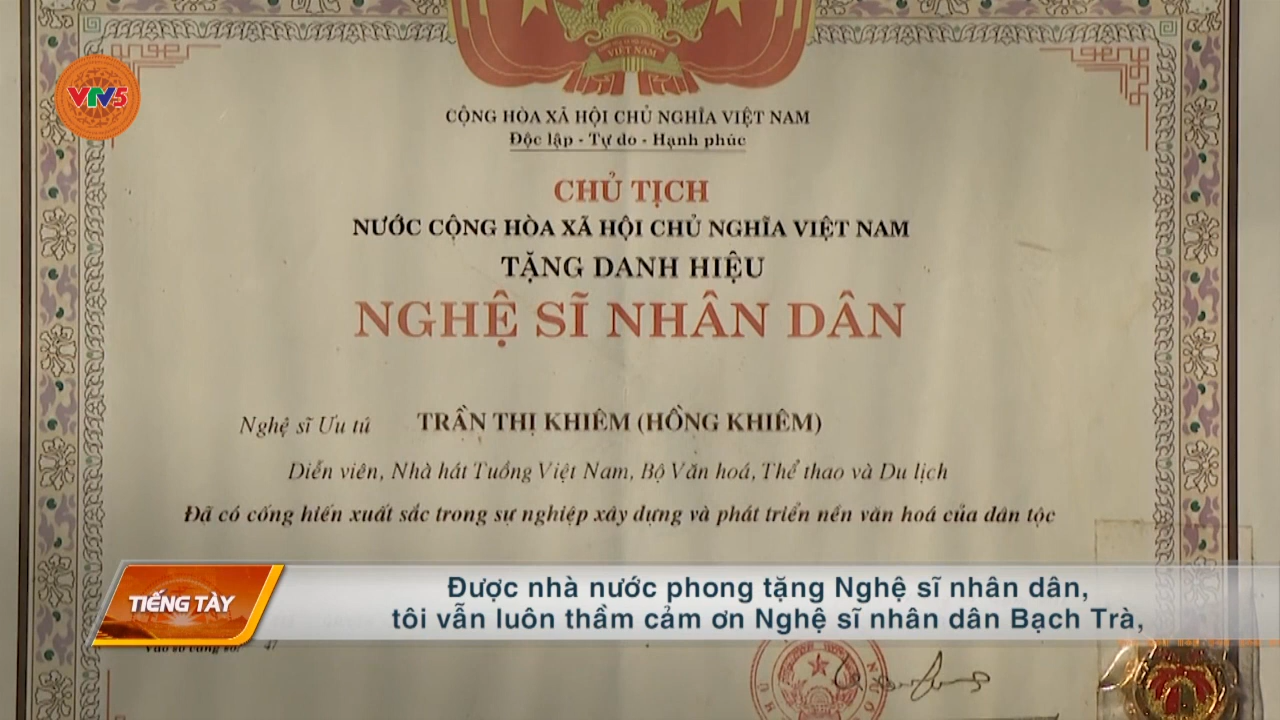 VIỆT NAM
VTV5
CỘNG HÒA XÃ HỘI CHỦ NGHĨA VIỆT NAM
Độc lập - Tự do - Hạnh phúc
CHỦ TỊCH
NƯỚC CỘNG HÒA XÃ HỘI CHỦ NGHĨA VIỆT NAM
TẶNG DANH HIỆU
NGHỆ SĨ NHÂN DÂN
Nghệ sĩ Ưu tú TRẦN THỊ KHIÊM (HỒNG KHIÊM)
Diễn viên, Nhà hát Tuồng Việt Nam, Bộ Văn hoá, Thể thao và Du lịch
Đã có cống hiến xuất sắc trong sự nghiệp xây dựng và phát triển nền văn hoá của dân tộc
TIẾNG TÀY
Được nhà nước phong tặng Nghệ sĩ nhân dân,
tôi vẫn luôn thầm cảm ơn Nghệ sĩ nhân dân Bạch Trà,